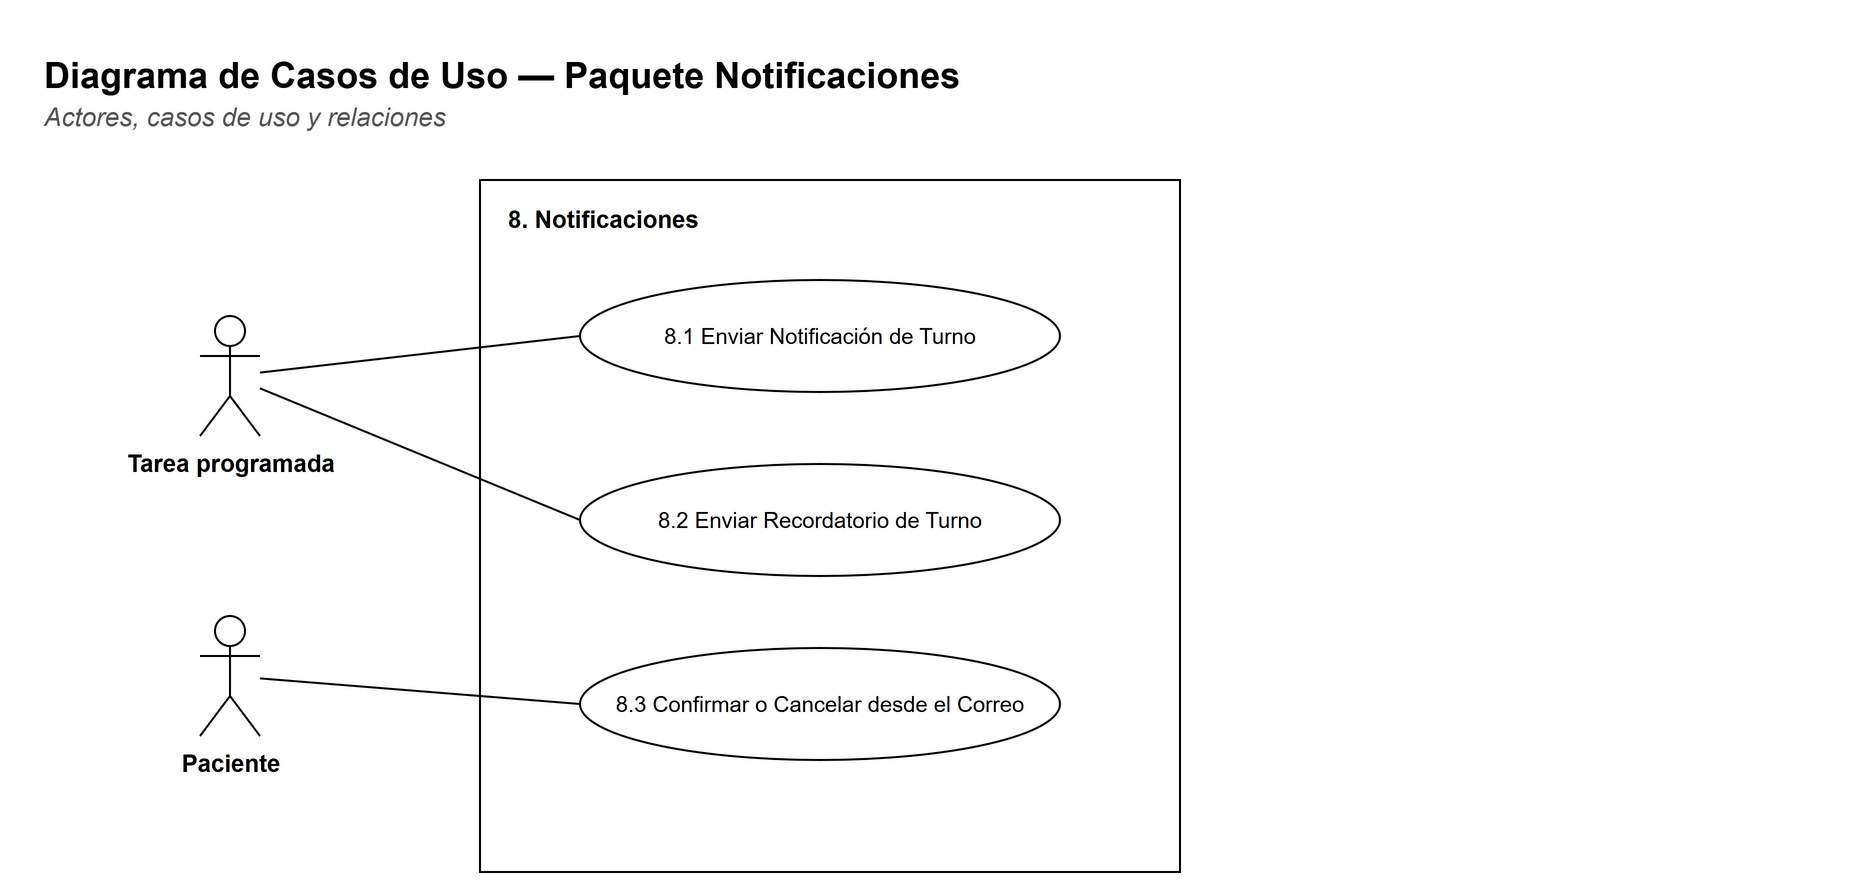 Diagrama de Casos de Uso — Paquete Notificaciones
Actores, casos de uso y relaciones
8. Notificaciones
8.1 Enviar Notificación de Turno
Tarea programada
8.2 Enviar Recordatorio de Turno
8.3 Confirmar o Cancelar desde el Correo
Paciente